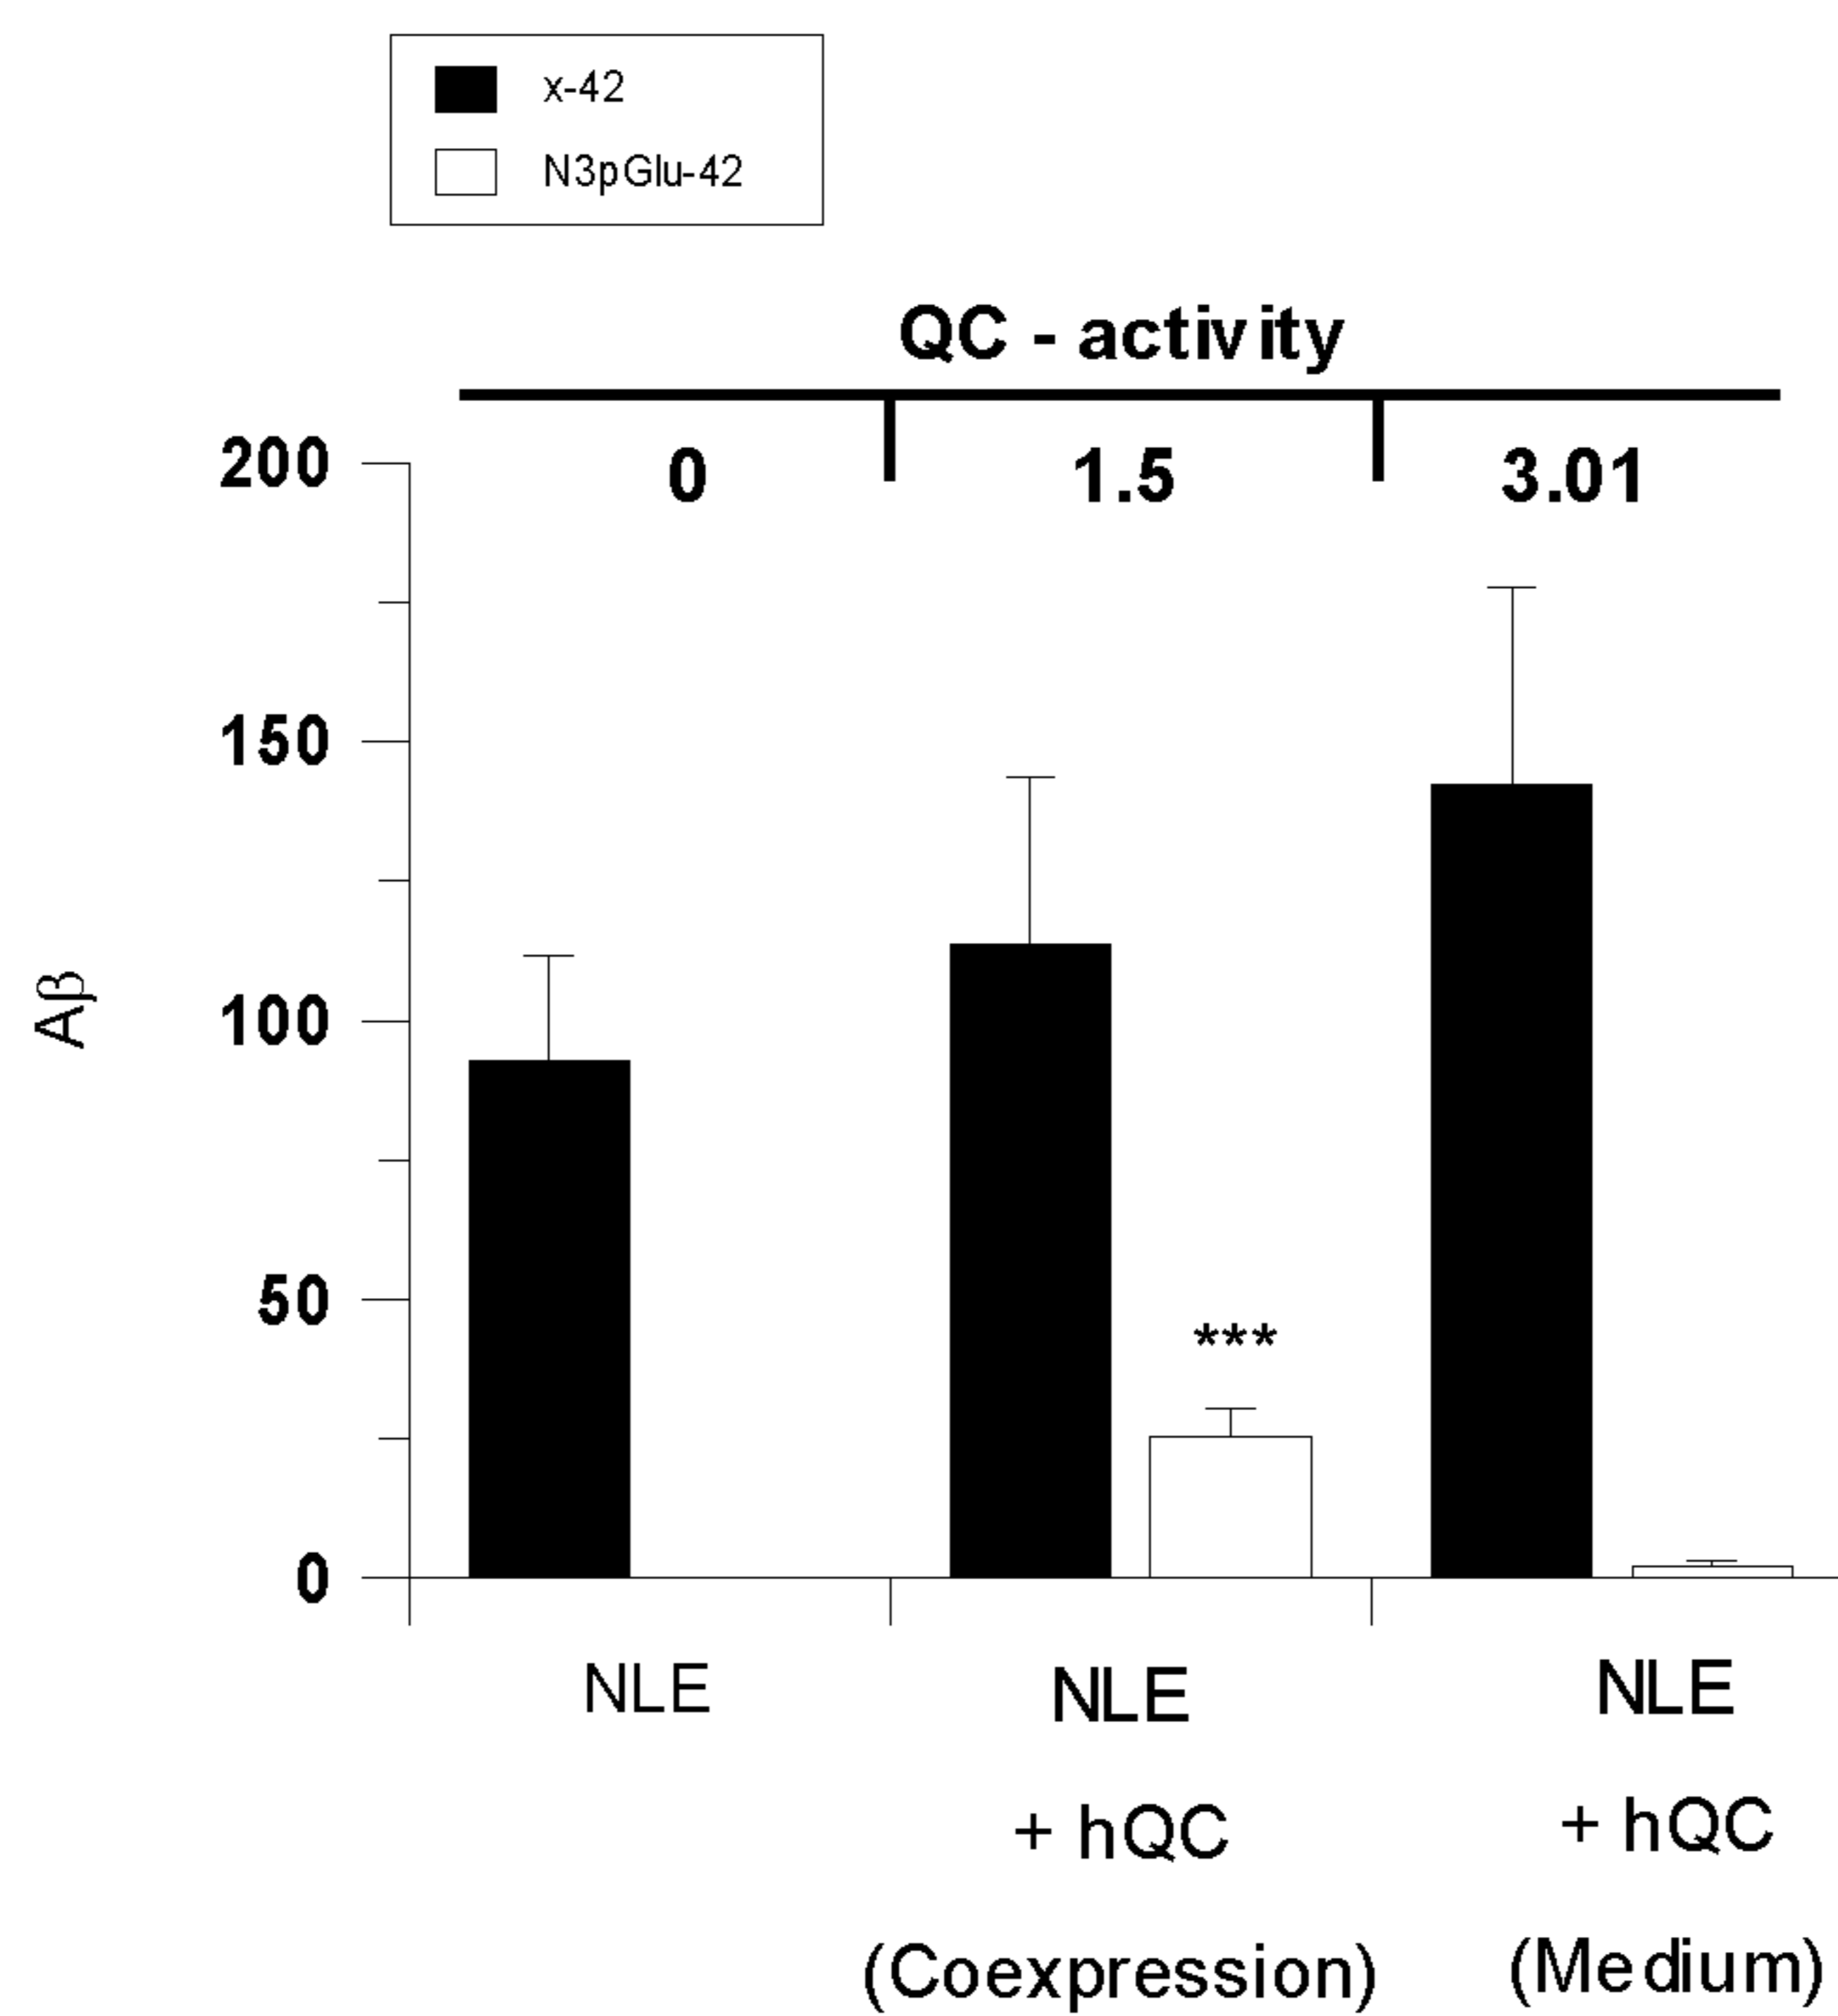 x-42
N3pGlu-42
QC - activity
0 1.5 3.01
200
150
100
50
0
Aβ
***
NLE NLE NLE
+ hQC + hQC
(Coexpression) (Medium)